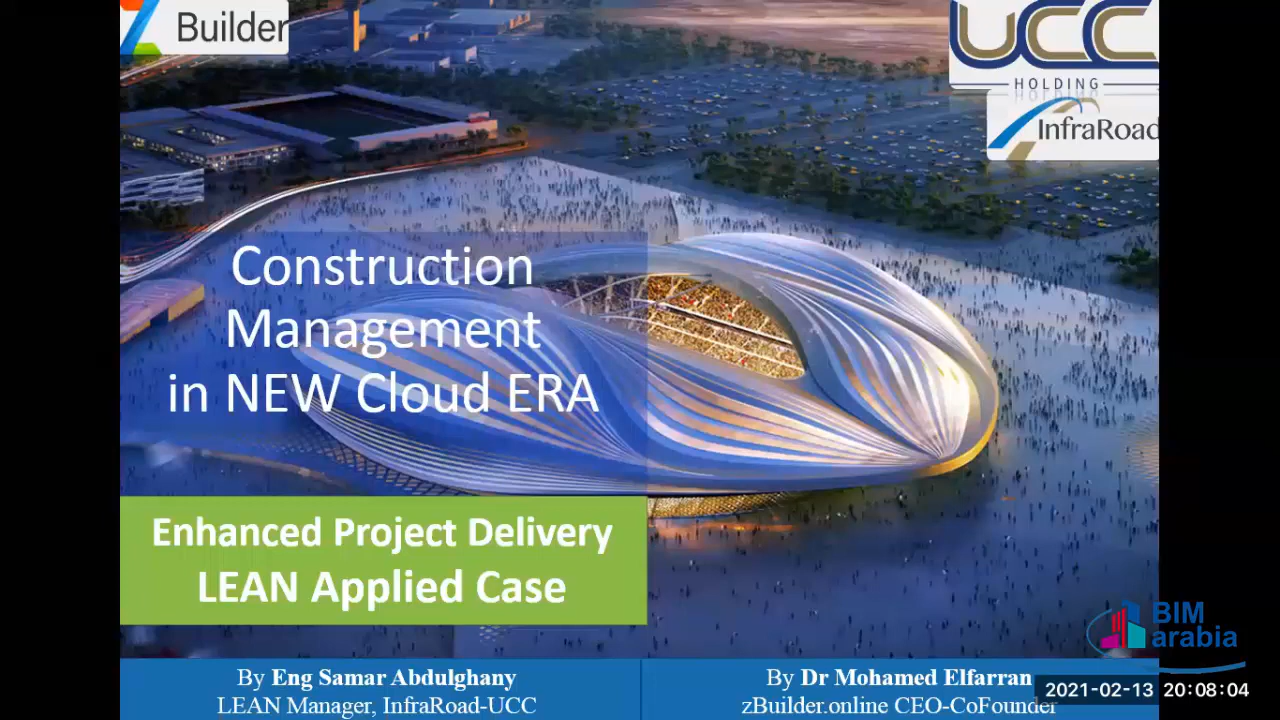 Builder
UCC
HOLDING
InfraRoad
Construction
Management
in NEW Cloud ERA
Enhanced Project Delivery
LEAN Applied Case
BIM
arabia
By Eng Samar Abdulghany
LEAN Manager, InfraRoad-UCC
By Dr Mohamed Elfarran
zBuilder.online CEO-CoFounder
2021-02-13 20:08:04